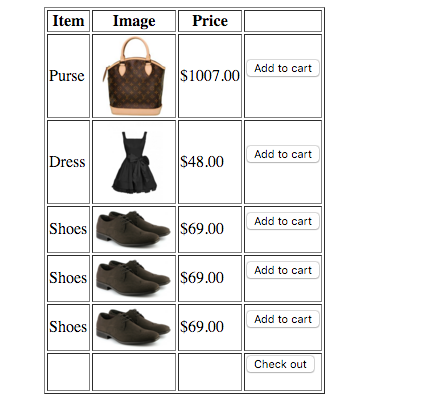 Item Image Price
Purse $1007.00 Add to cart
Dress $48.00 Add to cart
Shoes $69.00 Add to cart
Shoes $69.00 Add to cart
Shoes $69.00 Add to cart
Check out